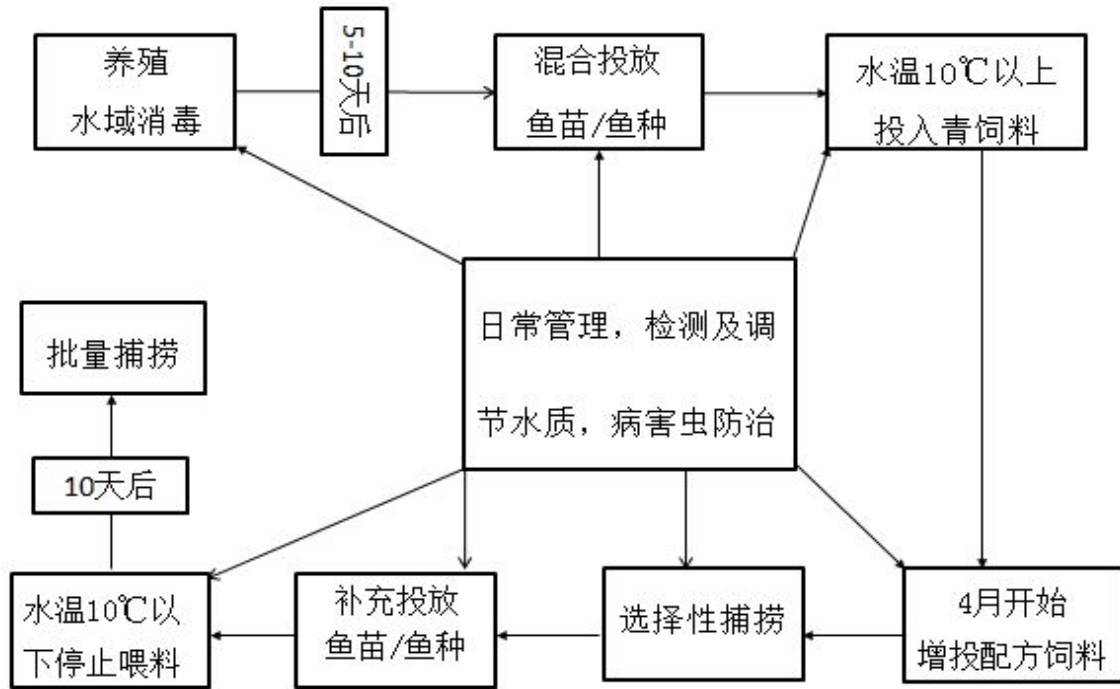 养殖
水域消毒
5-10天后
混合投放
鱼苗/鱼种
水温10℃以上
投入青饲料
日常管理，检测及调
节水质，病害虫防治
批量捕捞
10天后
水温10℃以
下停止喂料
补充投放
鱼苗/鱼种
选择性捕捞
4月开始
增投配方饲料